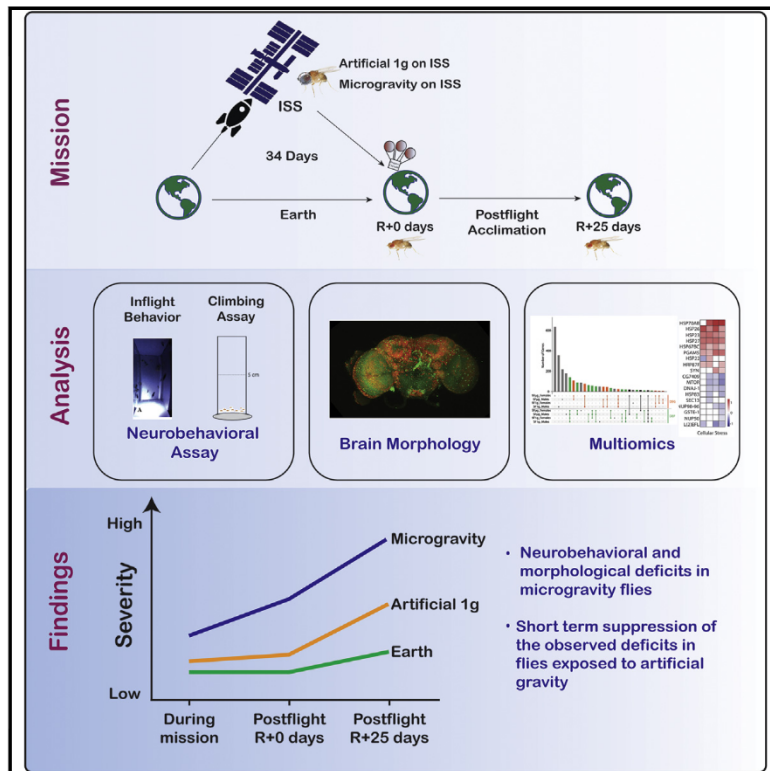 Mission
Artificial 1g on ISS
Microgravity on ISS
ISS
34 Days
Earth
R+0 days
Postflight
Acclimation
R+25 days
Analysis
Inflight
Behavior
Climbing
Assay
5 cm
A
Neurobehavioral
Assay
Brain Morphology
Multiomics
Cellular Stress
Findings
Severity
High
Low
Microgravity
Artificial 1g
Earth
During
mission
Postflight
R+0 days
Postflight
R+25 days
• Neurobehavioral and
morphological deficits in
microgravity flies
• Short term suppression of
the observed deficits in
flies exposed to artificial
gravity